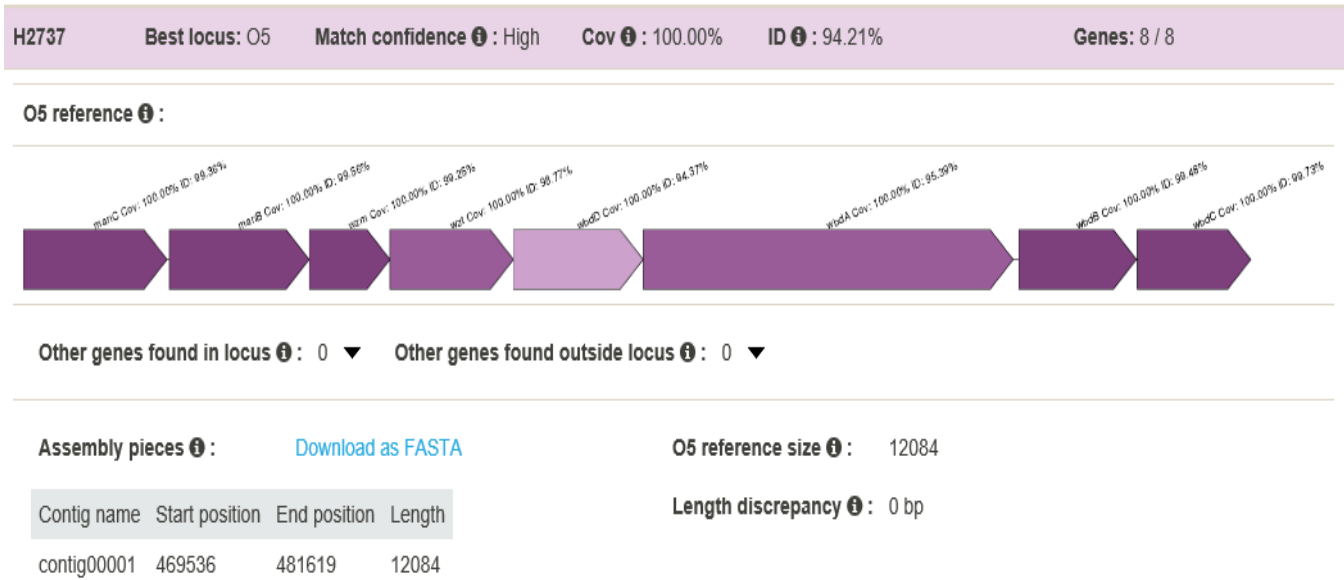 H2737 Best locus: O5 Match confidence : High Cov : 100.00% ID : 94.21% Genes: 8 / 8
O5 reference :
manC Cov: 100.00% ID: 99.36%
manB Cov: 100.00% ID: 99.56%
wzm Cov: 100.00% ID: 99.25%
wzt Cov: 100.00% ID: 98.77%
wbdD Cov: 100.00% ID: 94.37%
wbdA Cov: 100.00% ID: 95.39%
wbdB Cov: 100.00% ID: 99.48%
wbdC Cov: 100.00% ID: 99.73%
Other genes found in locus : 0 Other genes found outside locus : 0
Assembly pieces : Download as FASTA O5 reference size : 12084
Contig name Start position End position Length Length discrepancy : 0 bp
contig00001 469536 481619 12084